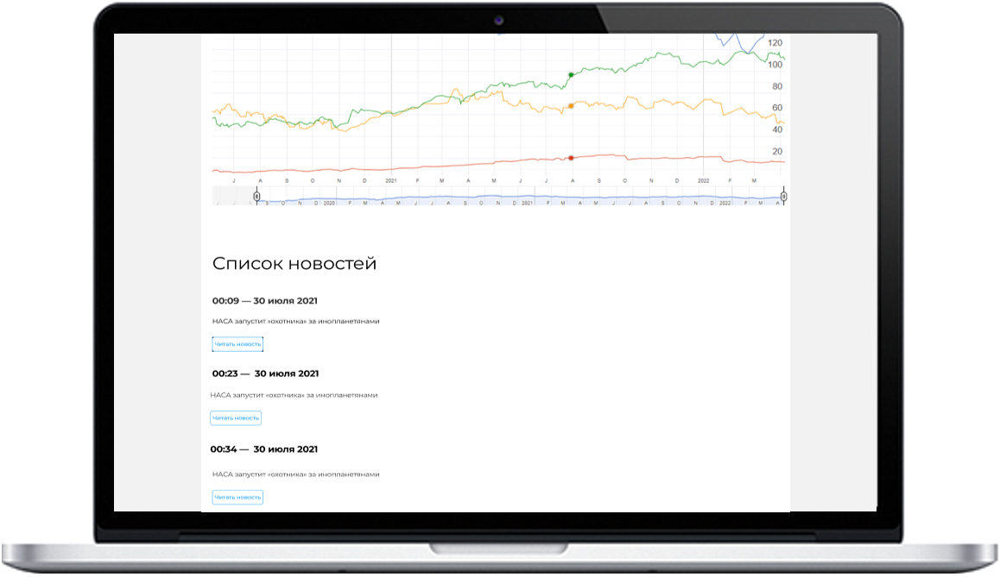 120
100
80
60
40
20
J A S O N D 2021 F M A M J J A S O N D 2022 F M
S O N D 2020 F M A M J J A S O N D 2021 F M A M J J A S O N D 2022 F M A
Список новостей
00:09 — 30 июля 2021
НАСА запустит «охотника» за инопланетянами
Читать новость
00:23 — 30 июля 2021
НАСА запустит «охотника» за инопланетянами
Читать новость
00:34 — 30 июля 2021
НАСА запустит «охотника» за инопланетянами
Читать новость